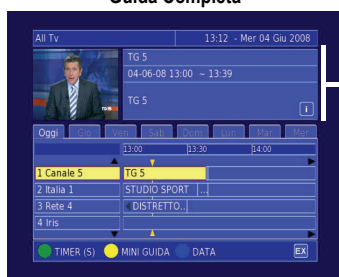 Guida Completa
All Tv 13:12 - Mer 04 Giu 2008
TG 5
04-06-08 13:00 ~ 13:39
TG 5
i
Oggi Gio Ven Sab Dom Lun Mar Mer
13:00 13:30 14:00
1 Canale 5 TG 5
2 Italia 1 STUDIO SPORT ...
3 Rete 4 DISTRETTO..
4 Iris
TIMER (S) MINI GUIDA DATA EX